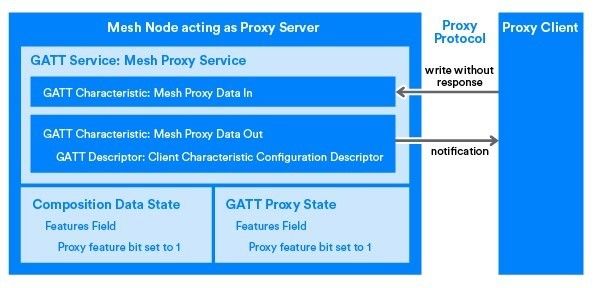 Mesh Node acting as Proxy Server
Proxy
Protocol
Proxy Client
GATT Service: Mesh Proxy Service
GATT Characteristic: Mesh Proxy Data In
write without
response
GATT Characteristic: Mesh Proxy Data Out
GATT Descriptor: Client Characteristic Configuration Descriptor
notification
Composition Data State
Features Field
Proxy feature bit set to 1
GATT Proxy State
Features Field
Proxy feature bit set to 1